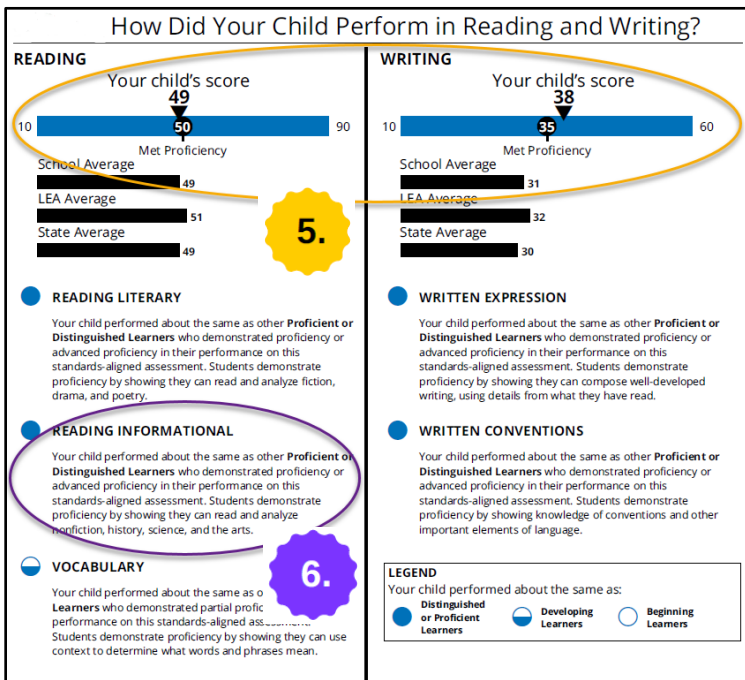 How Did Your Child Perform in Reading and Writing?
READING
Your child's score
49
10
50
90
Met Proficiency
School Average
49
LEA Average
51
State Average
49
5.
READING LITERARY
Your child performed about the same as other Proficient or
Distinguished Learners who demonstrated proficiency or
advanced proficiency in their performance on this
standards-aligned assessment. Students demonstrate
proficiency by showing they can read and analyze fiction,
drama, and poetry.
READING INFORMATIONAL
Your child performed about the same as other Proficient or
Distinguished Learners who demonstrated proficiency or
advanced proficiency in their performance on this
standards-aligned assessment. Students demonstrate
proficiency by showing they can read and analyze
nonfiction, history, science, and the arts.
6.
VOCABULARY
Your child performed about the same as
Learners who demonstrated partial
performance on this standards-aligned
Students demonstrate proficiency by showing they can use
context to determine what words and phrases mean.
WRITING
Your child's score
38
10
35
60
Met Proficiency
School Average
31
LEA Average
32
State Average
30
WRITTEN EXPRESSION
Your child performed about the same as other Proficient or
Distinguished Learners who demonstrated proficiency or
advanced proficiency in their performance on this
standards-aligned assessment. Students demonstrate
proficiency by showing they can compose well-developed
writing, using details from what they have read.
WRITTEN CONVENTIONS
Your child performed about the same as other Proficient or
Distinguished Learners who demonstrated proficiency or
advanced proficiency in their performance on this
standards-aligned assessment. Students demonstrate
proficiency by showing knowledge of conventions and other
important elements of language.
LEGEND
Your child performed about the same as:
Distinguished
or Proficient
Learners
Developing
Learners
Beginning
Learners